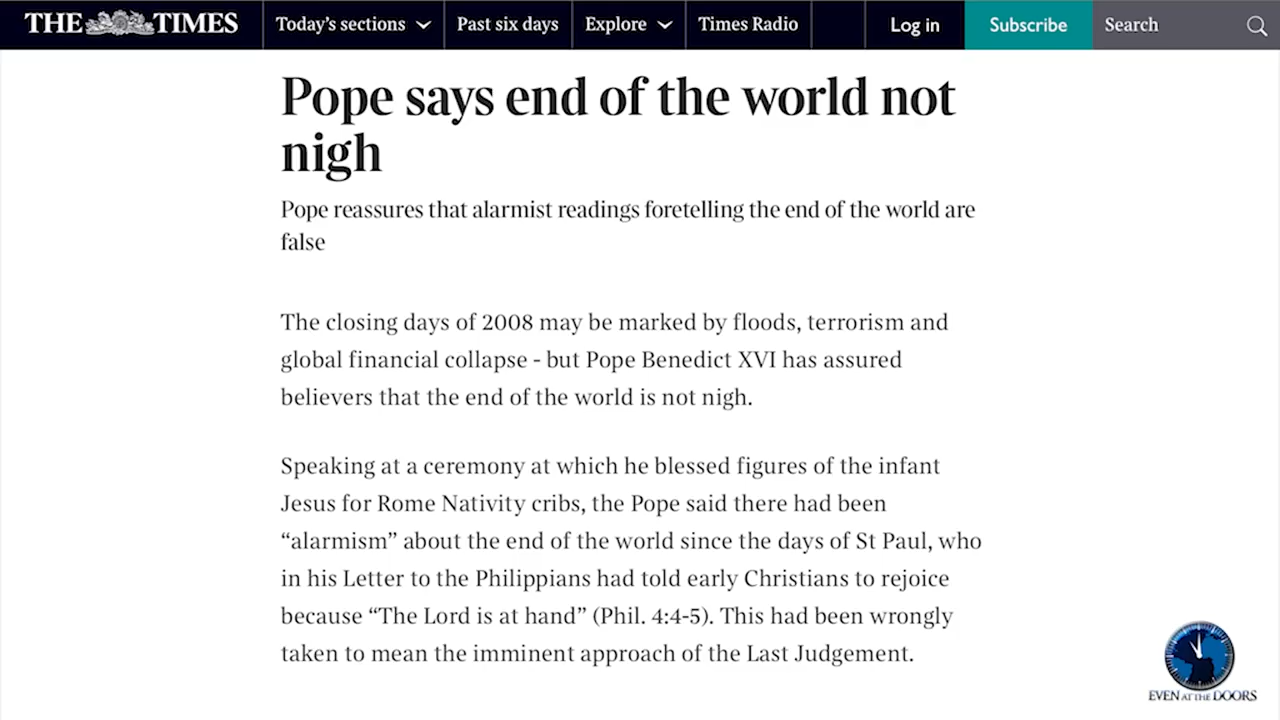 THE TIMES
Today's sections
Past six days
Explore
Times Radio
Log in
Subscribe
Search
Pope says end of the world not
nigh
Pope reassures that alarmist readings foretelling the end of the world are
false
The closing days of 2008 may be marked by floods, terrorism and
global financial collapse - but Pope Benedict XVI has assured
believers that the end of the world is not nigh.
Speaking at a ceremony at which he blessed figures of the infant
Jesus for Rome Nativity cribs, the Pope said there had been
“alarmism” about the end of the world since the days of St Paul, who
in his Letter to the Philippians had told early Christians to rejoice
because “The Lord is at hand” (Phil. 4:4-5). This had been wrongly
taken to mean the imminent approach of the Last Judgement.
EVEN AT THE DOORS